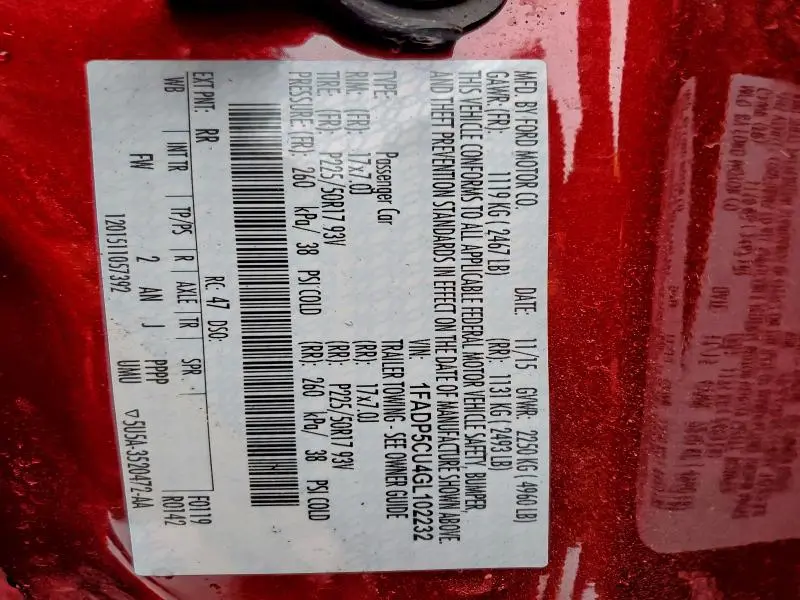 MFD. BY FORD MOTOR CO.
DATE: 11/15 GVWR: 2250 KG ( 4960 LB)
GAWR: (FR): 1119 KG ( 2467 LB) (RR): 1131 KG ( 2493 LB)
THIS VEHICLE CONFORMS TO ALL APPLICABLE FEDERAL MOTOR VEHICLE SAFETY, BUMPER,
AND THEFT PREVENTION STANDARDS IN EFFECT ON THE DATE OF MANUFACTURE SHOWN ABOVE.
VIN: 1FADP5CU4GL102232
TYPE: Passenger Car TRAILER TOWING - SEE OWNER GUIDE
RIM: (FR): 17x7.0J (RR): 17x7.0J
TIRE: (FR): P225/50R17 93V (RR): P225/50R17 93V
PRESSURE: (FR): 260 kPa/ 38 PSI COLD (RR): 260 kPa/ 38 PSI COLD
EXT PNT: RR RC: 47 DSO: F0119
WB INT TR TP/PS R AXLE TR SPR R0142
FW 2 AN J PPPP
UMU ▽5U5A-3520472-AA
1201511057392